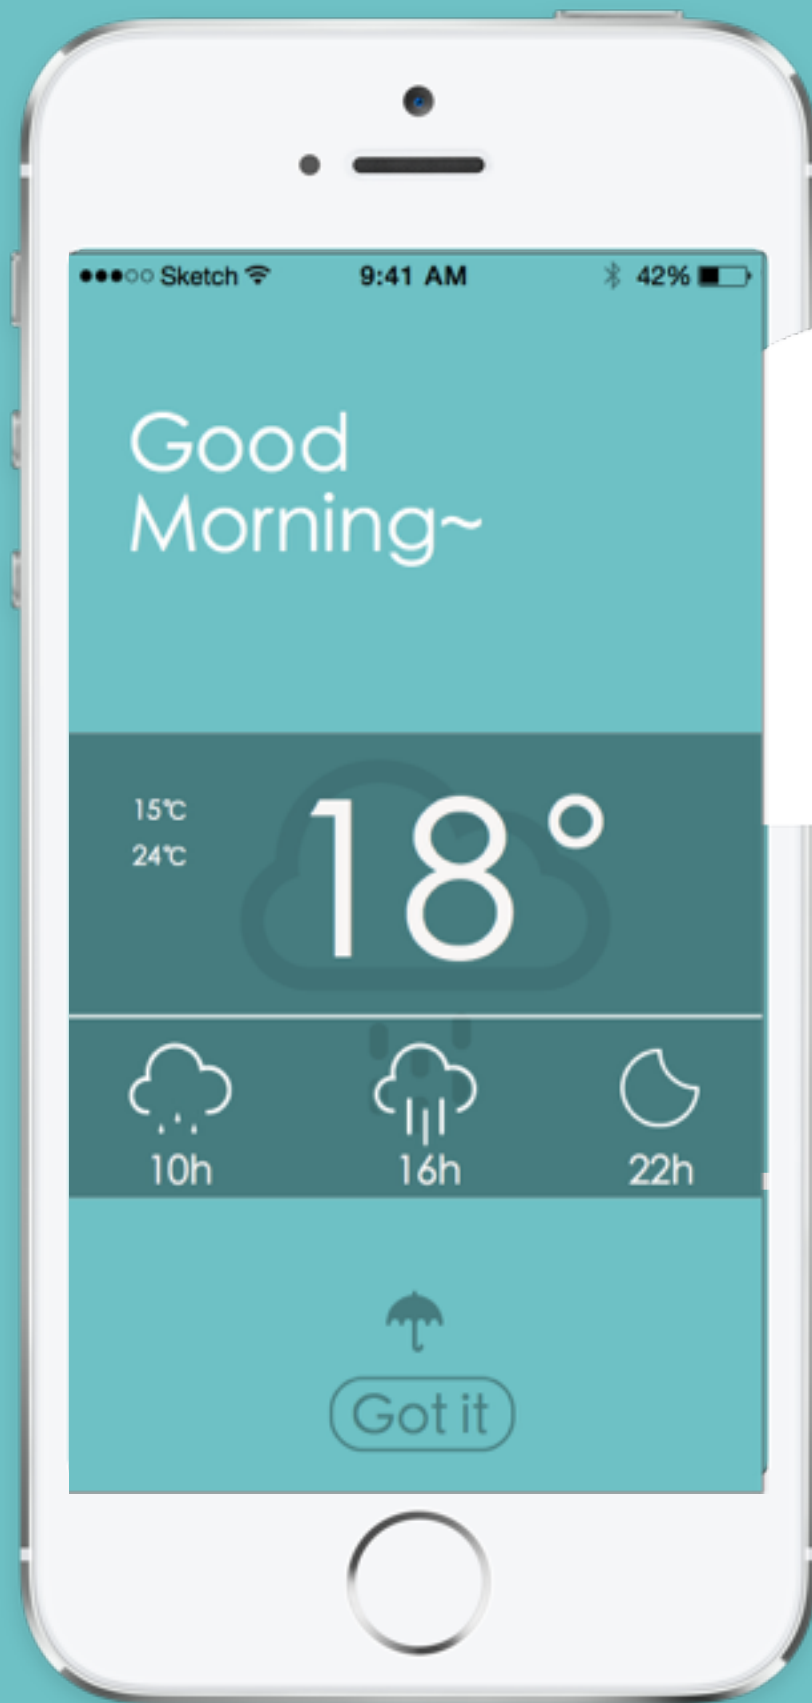 Sketch 9:41 AM 42%
Good
Morning~
15℃
24℃
18°
10h 16h 22h
Got it